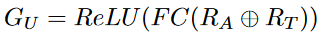 G_U = ReLU(FC(R_A ⊕ R_T))